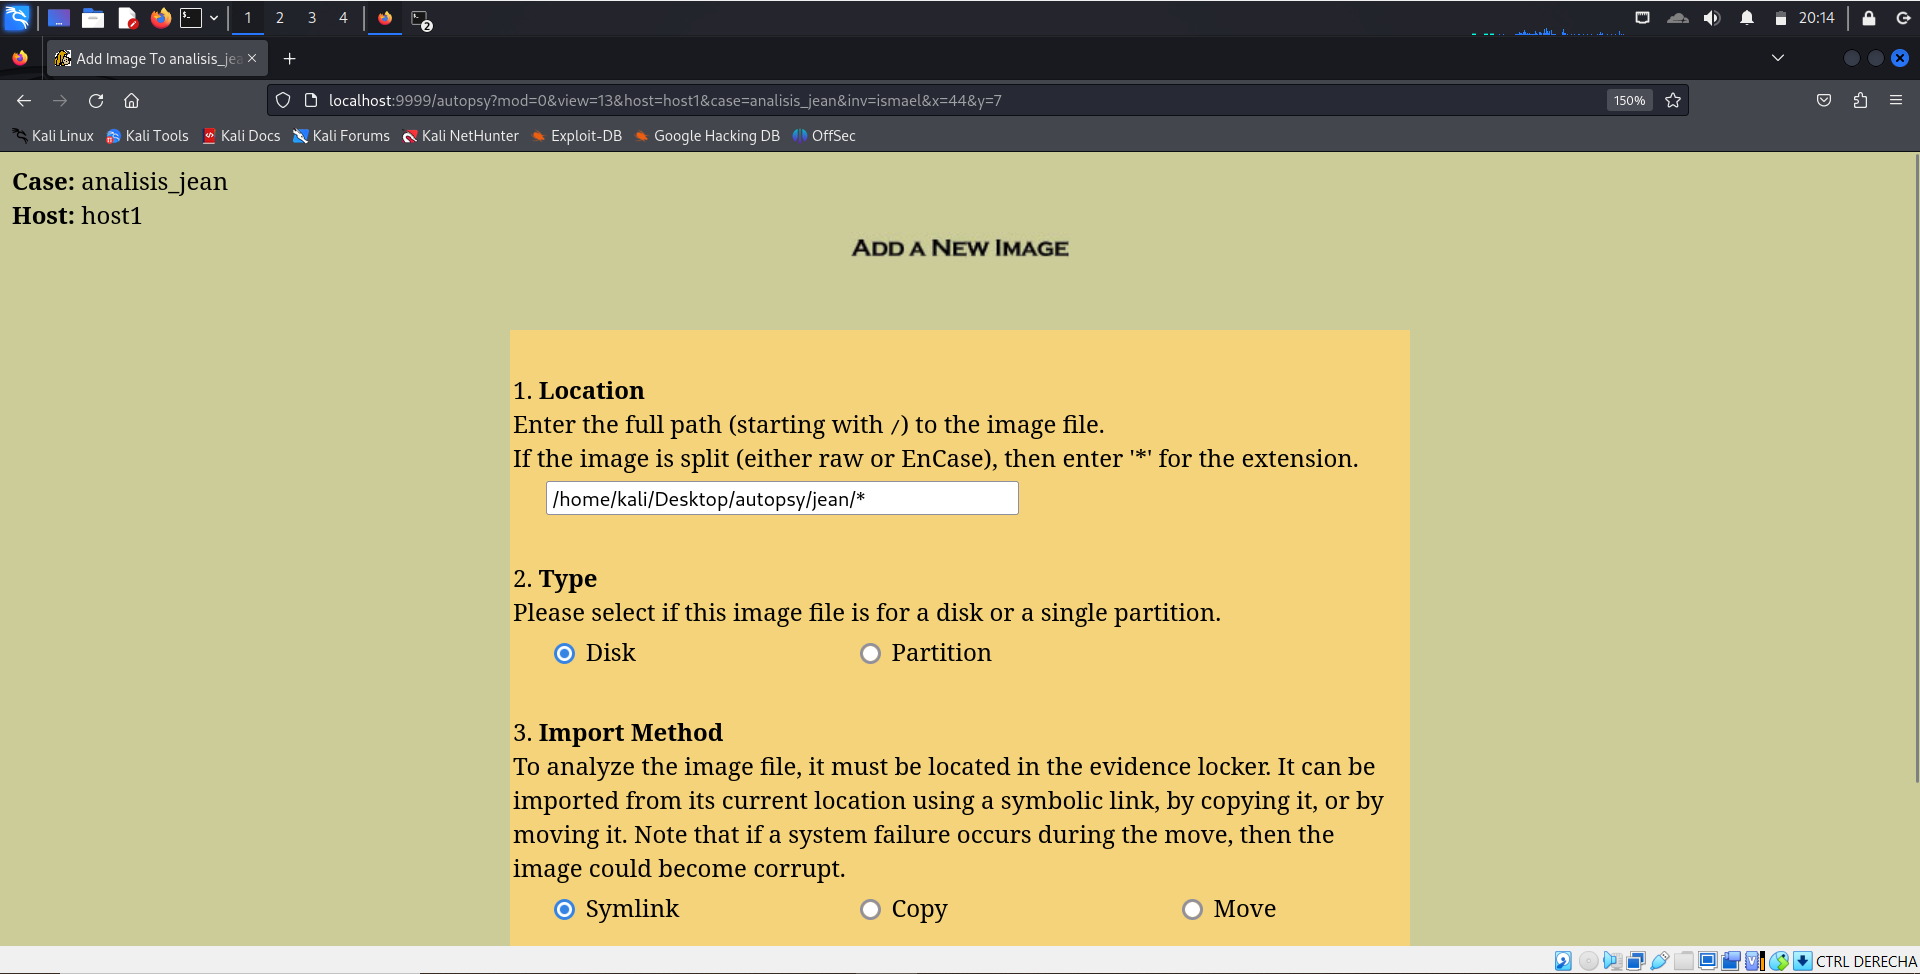 1
2
3
4
2
20:14
Add Image To analisis_jea
localhost:9999/autopsy?mod=0&view=13&host=host1&case=analisis_jean&inv=ismael&x=44&y=7
150%
Kali Linux
Kali Tools
Kali Docs
Kali Forums
Kali NetHunter
Exploit-DB
Google Hacking DB
OffSec
Case: analisis_jean
Host: host1
ADD A NEW IMAGE
1. Location
Enter the full path (starting with /) to the image file.
If the image is split (either raw or EnCase), then enter '*' for the extension.
/home/kali/Desktop/autopsy/jean/*
2. Type
Please select if this image file is for a disk or a single partition.
Disk
Partition
3. Import Method
To analyze the image file, it must be located in the evidence locker. It can be
imported from its current location using a symbolic link, by copying it, or by
moving it. Note that if a system failure occurs during the move, then the
image could become corrupt.
Symlink
Copy
Move
CTRL DERECHA